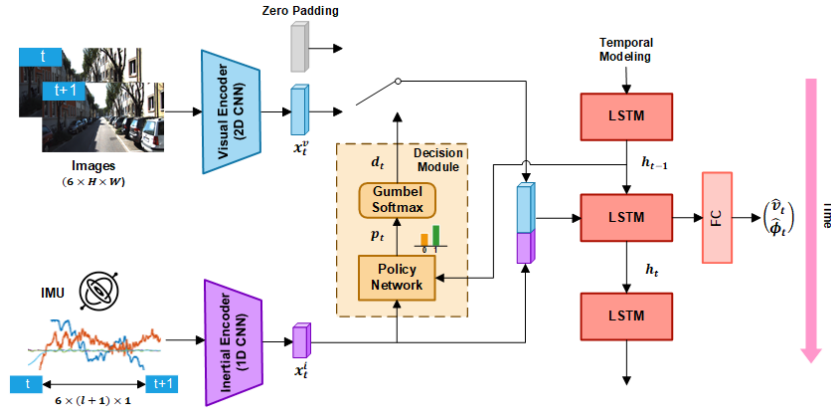 Zero Padding
t
t+1
Images
(6 × H × W)
Visual Encoder
(2D CNN)
x_t^v
d_t
Decision
Module
Gumbel
Softmax
p_t
0 1
Policy
Network
IMU
t
t+1
6 × (l + 1) × 1
Inertial Encoder
(1D CNN)
x_t^i
Temporal
Modeling
LSTM
h_{t-1}
LSTM
FC
(v̂_t
ϕ̂_t)
h_t
LSTM
Time